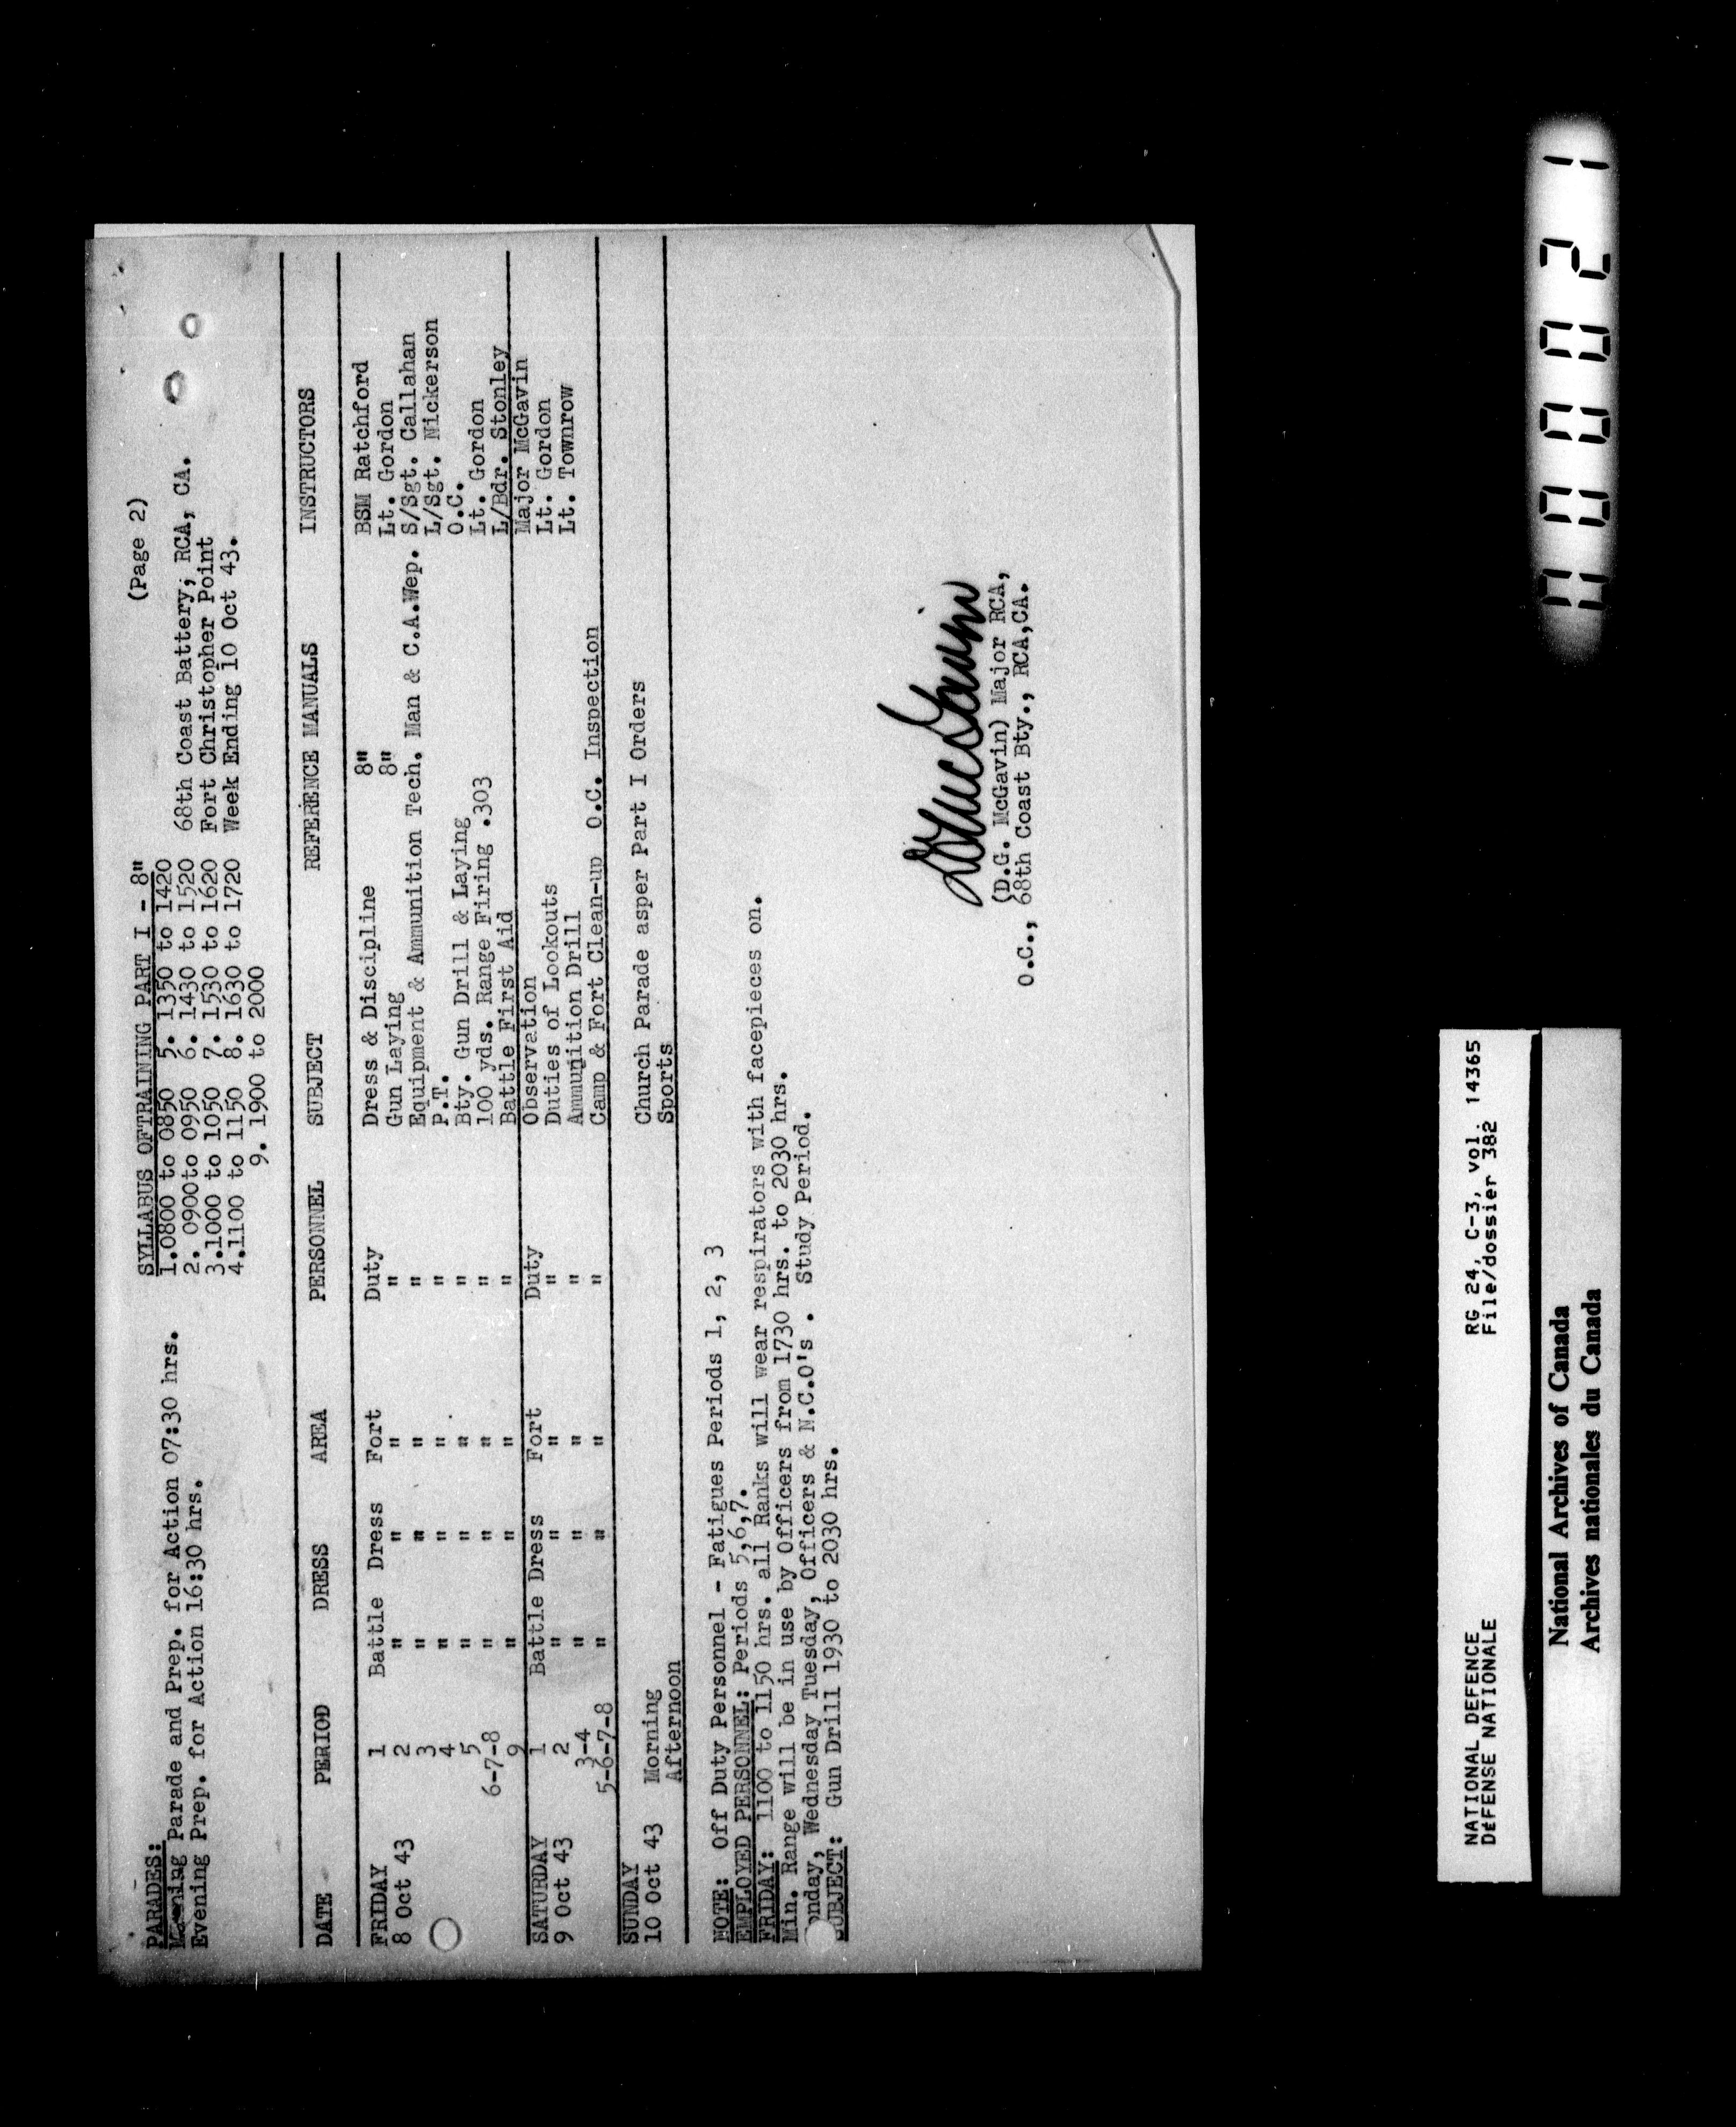 (Page 2)
SYLLABUS OFTRAINING PART I - 8"
PARADES:
Morning Parade and Prep. for Action 07:30 hrs.
Evening Prep. for Action 16:30 hrs.
1.0800 to 0850 5. 1350 to 1420
2. 0900to 0950 6. 1430 to 1520
3.1000 to 1050 7. 1530 to 1620
4.1100 to 1150 8. 1630 to 1720
9. 1900 to 2000
68th Coast Battery, RCA, CA.
Fort Christopher Point
Week Ending 10 Oct 43.
DATE PERIOD DRESS AREA PERSONNEL SUBJECT REFERENCE MANUALS INSTRUCTORS
FRIDAY 1 Battle Dress Fort Duty Dress & Discipline 8" BSM Ratchford
8 Oct 43 2 " " " " Gun Laying 8" Lt. Gordon
3 " " " " Equipment & Ammunition Tech. Man & C.A.Wep. S/Sgt. Callahan
4 " " " " P.T. L/Sgt. Nickerson
5 " " " " Bty. Gun Drill & Laying O.C.
6-7-8 " " " " 100 yds. Range Firing .303 Lt. Gordon
9 " " " " Battle First Aid L/Bdr. Stonley
SATURDAY 1 Battle Dress Fort Duty Observation Major McGavin
9 Oct 43 2 " " " " Duties of Lookouts Lt. Gordon
3-4 " " " " Ammunition Drill Lt. Townrow
5-6-7-8 " " " " Camp & Fort Clean-up O.C. Inspection
SUNDAY
10 Oct 43 Morning Church Parade asper Part I Orders
Afternoon Sports
NOTE: Off Duty Personnel - Fatigues Periods 1, 2, 3
EMPLOYED PERSONNEL: Periods 5,6,7.
FRIDAY: 1100 to 1150 hrs. all Ranks will wear respirators with facepieces on.
Min. Range will be in use by Officers from 1730 hrs. to 2030 hrs.
onday, Wednesday Tuesday, Officers & N.C.O's . Study Period.
UBJECT: Gun Drill 1930 to 2030 hrs.
(D.G. McGavin) Major RCA,
O.C., 68th Coast Bty., RCA,CA.
NATIONAL DEFENCE RG 24, C-3, vol. 14365
DÉFENSE NATIONALE File/dossier 382
National Archives of Canada
Archives nationales du Canada
000021